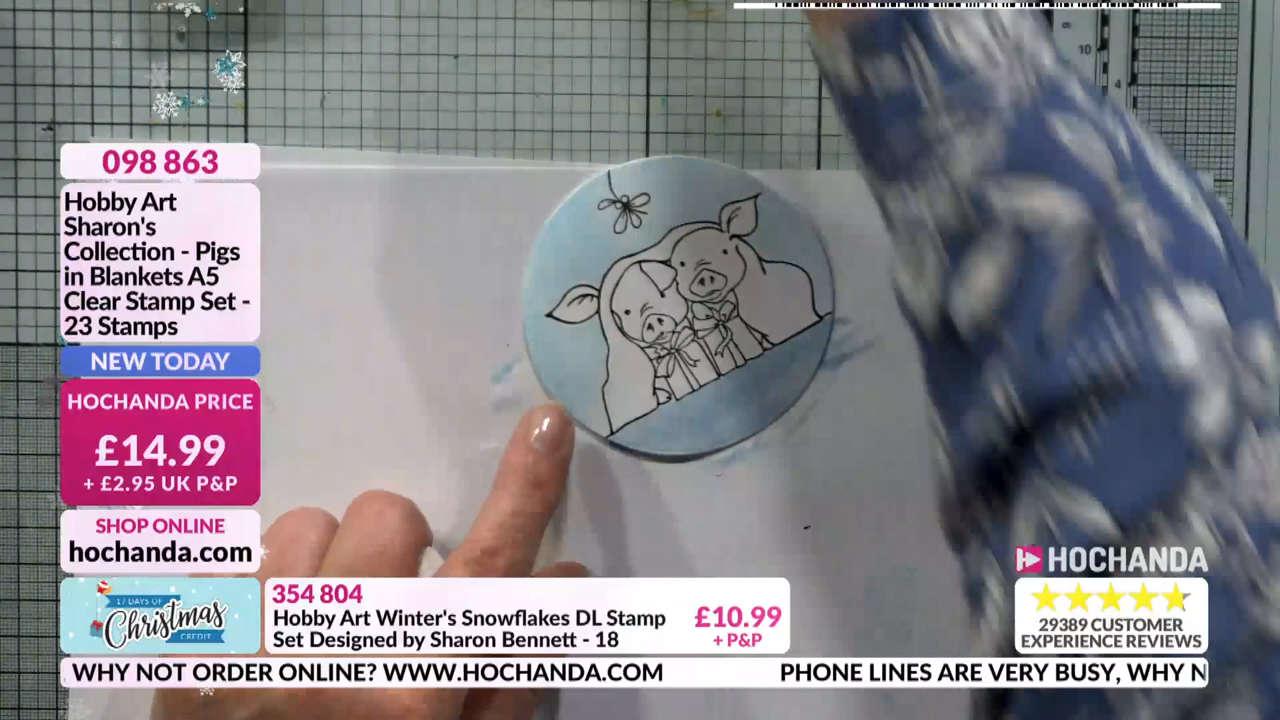 10
098 863
Hobby Art
Sharon's
Collection - Pigs
in Blankets A5
Clear Stamp Set -
23 Stamps
NEW TODAY
HOCHANDA PRICE
£14.99
+ £2.95 UK P&P
SHOP ONLINE
hochanda.com
17 DAYS OF
Christmas
CREDIT
354 804
Hobby Art Winter's Snowflakes DL Stamp
Set Designed by Sharon Bennett - 18
£10.99
+ P&P
HOCHANDA
29389 CUSTOMER
EXPERIENCE REVIEWS
WHY NOT ORDER ONLINE? WWW.HOCHANDA.COM
PHONE LINES ARE VERY BUSY, WHY N